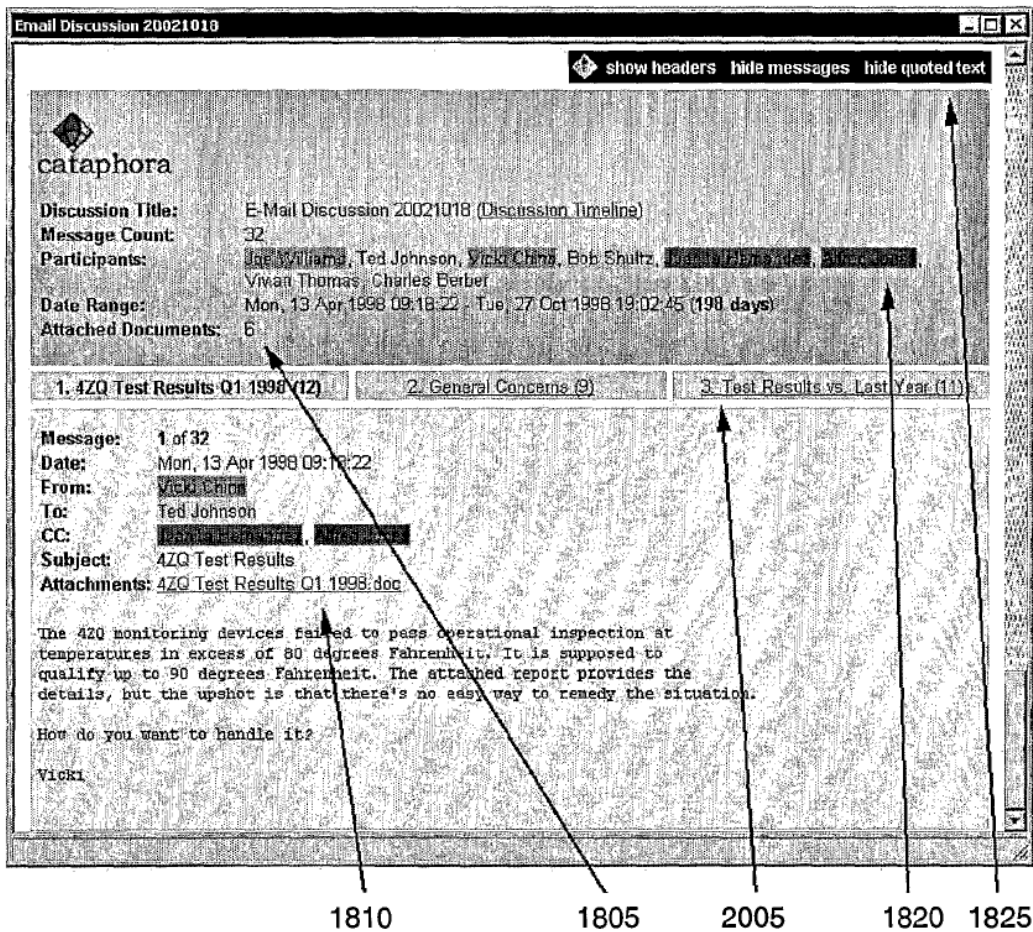 Email Discussion 20021018
show headers hide messages hide quoted text
cataphora
Discussion Title: E-Mail Discussion 20021018 (Discussion Timeline)
Message Count: 32
Participants: Joe Williams, Ted Johnson, Vicki Ching, Bob Shultz,
Vivian Thomas, Charles Berber
Date Range: Mon, 13 Apr 1998 09:18:22 - Tue, 27 Oct 1998 19:02:45 (198 days)
Attached Documents: 6
1. 4ZQ Test Results Q1 1998 (12) 2. General Concerns (9) 3. Test Results vs. Last Year (11)
Message: 1 of 32
Date: Mon, 13 Apr 1998 09:18:22
From: Vicki Ching
To: Ted Johnson
CC:
Subject: 4ZQ Test Results
Attachments: 4ZQ Test Results Q1 1998.doc
The 4ZQ monitoring devices failed to pass operational inspection at
temperatures in excess of 80 degrees Fahrenheit. It is supposed to
qualify up to 90 degrees Fahrenheit. The attached report provides the
details, but the upshot is that there's no easy way to remedy the situation.
How do you want to handle it?
Vicki
1810 1805 2005 1820 1825